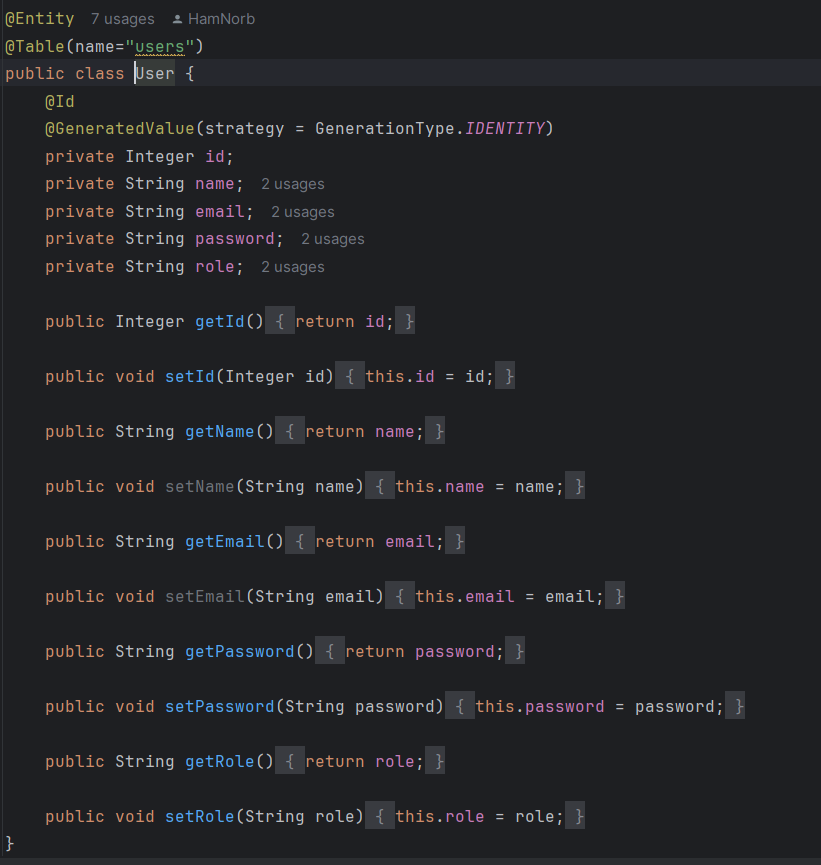 @Entity 7 usages HamNorb
@Table(name="users")
public class User {
    @Id
    @GeneratedValue(strategy = GenerationType.IDENTITY)
    private Integer id;
    private String name; 2 usages
    private String email; 2 usages
    private String password; 2 usages
    private String role; 2 usages
    public Integer getId() { return id; }
    public void setId(Integer id) { this.id = id; }
    public String getName() { return name; }
    public void setName(String name) { this.name = name; }
    public String getEmail() { return email; }
    public void setEmail(String email) { this.email = email; }
    public String getPassword() { return password; }
    public void setPassword(String password) { this.password = password; }
    public String getRole() { return role; }
    public void setRole(String role) { this.role = role; }
}